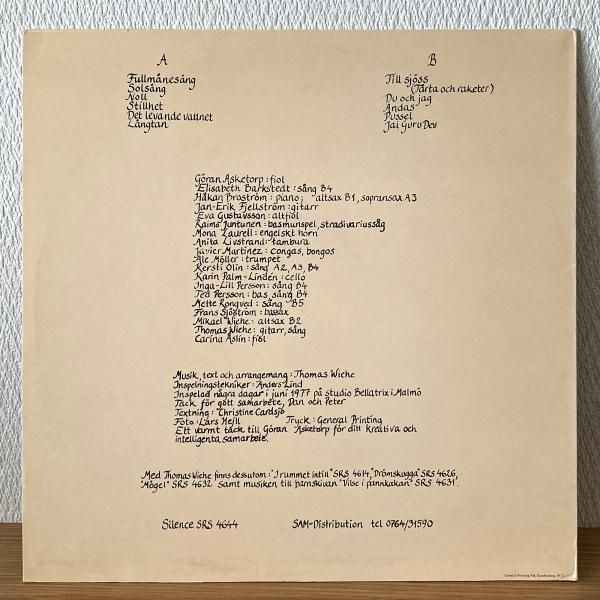 A
Fullmånesång
Solsång
Noll
Stillhet
Det levande vattnet
Längtan
B
Till sjöss
(Tårta och raketer)
Du och jag
Andas
Pussel
Jai Guru Dev
Göran Asketorp: fiol
Elisabeth Barkstedt: sång B4
Håkan Broström: piano; altsax B1, sopransax A3
Jan-Erik Fjellström: gitarr
Eva Gustavsson: altfiol
Raimo Juntunen: basmunspel, stradivariussåg
Mona Laurell: engelskt horn
Anita Livstrand: tambura
Javier Martinez: congas, bongos
Ale Möller: trumpet
Kersti Olin: sång A2, A3, B4
Karin Palm-Lindén: cello
Inga-Lill Persson: sång B4
Ted Persson: bas, sång B4
Mette Rongved: sång B5
Frans Sjöström: bassax
Mikael Wiehe: altsax B2
Thomas Wiehe: gitarr, sång
Carina Aslin: fiol
Musik, text och arrangemang: Thomas Wiehe
Inspelningstekniker: Anders Lind
Inspelad några dagar i juni 1977 på studio Bellatrix i Malmö
Tack för gott samarbete, Dan och Peter
Textning: Christine Cardsjö
Foto: Lars Hejll Tryck: General Printing
Ett varmt tack till Göran Asketorp för ditt kreativa och
intelligenta samarbete.
Med Thomas Wiehe finns dessutom: "I rummet intill" SRS 4614, "Drömskugga" SRS 4626,
"Mögel" SRS 4632 samt musiken till barnskivan "Vilse i pannkakan" SRS 4631.
Silence SRS 4644 SAM-Distribution tel 0764/31590
General Printing AB,